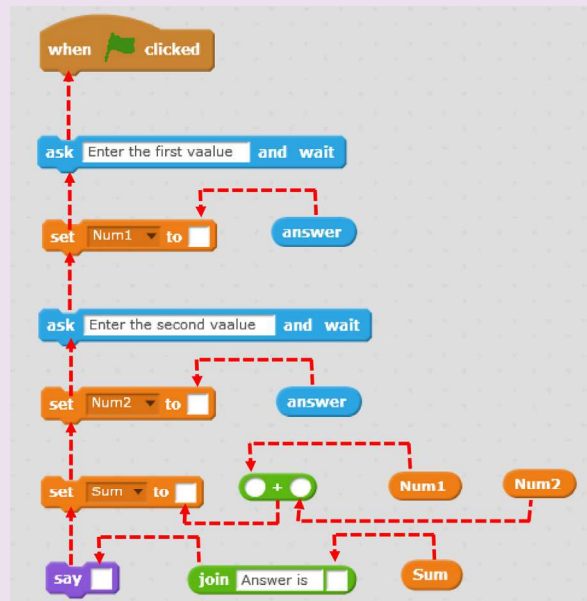 when clicked
ask Enter the first vaalue and wait
set Num1 to
answer
ask Enter the second vaalue and wait
set Num2 to
answer
set Sum to
+
Num1
Num2
say
join Answer is
Sum